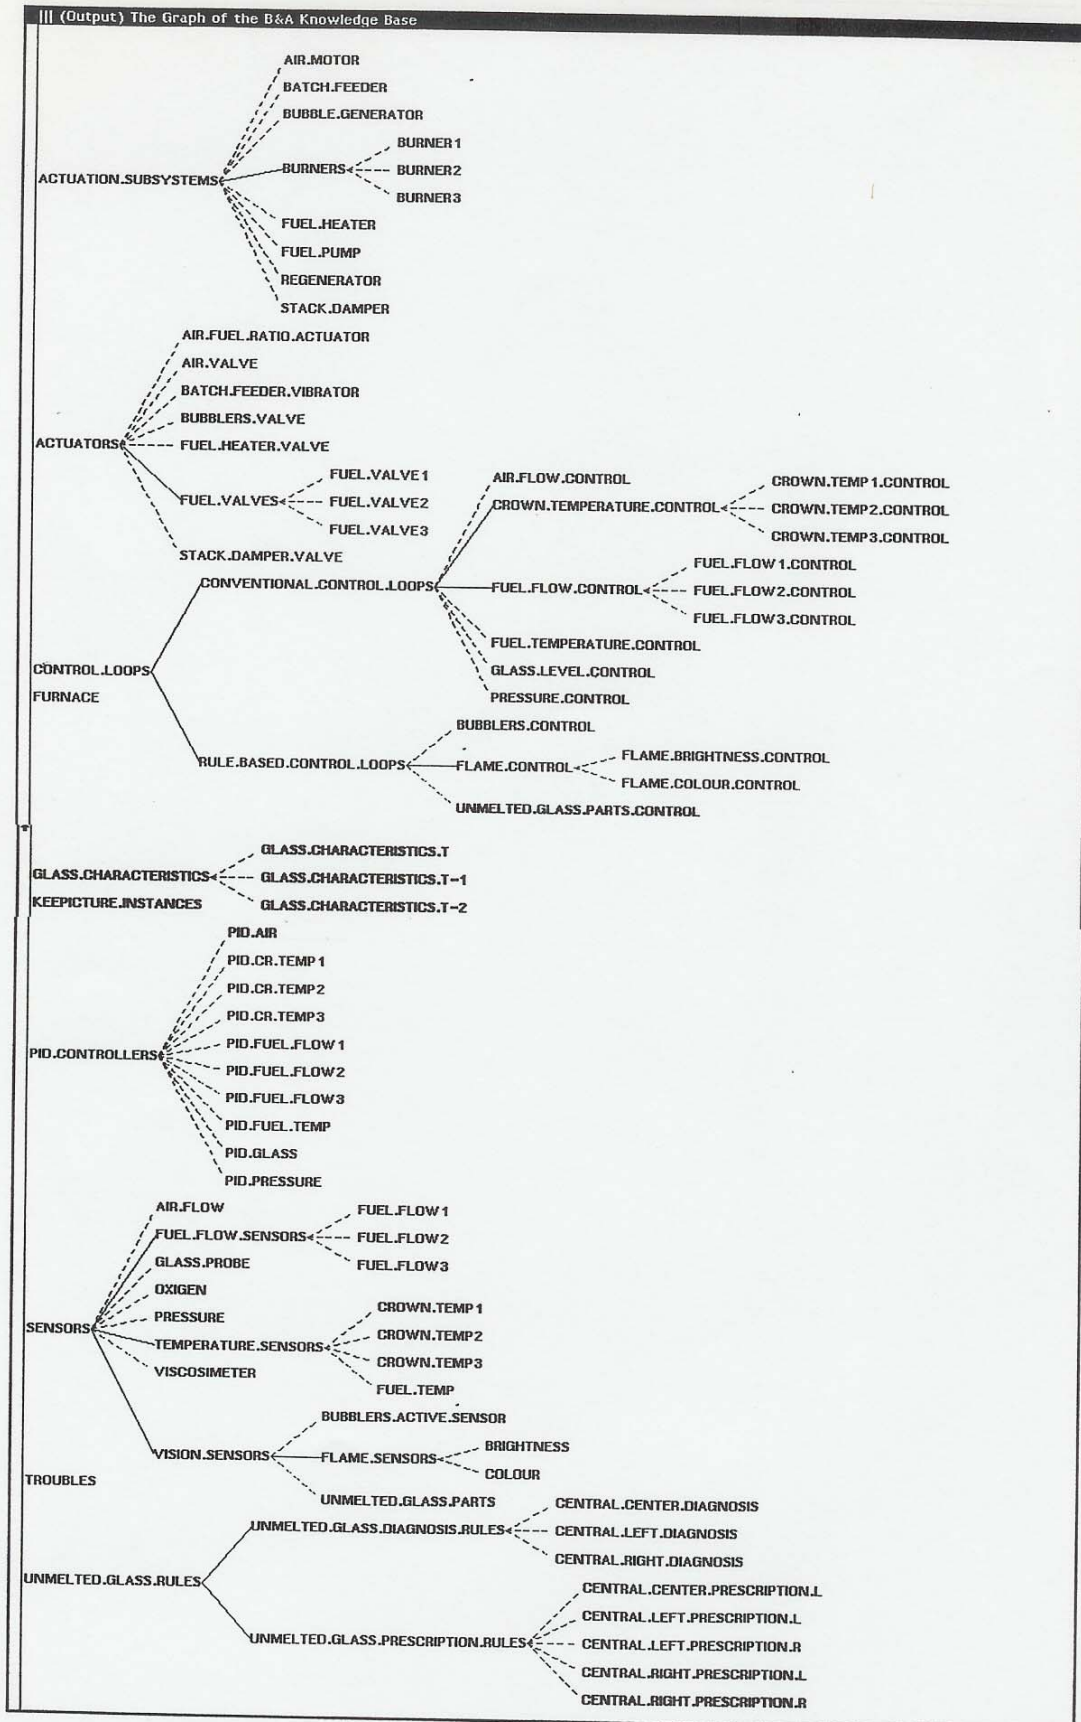 ||| (Output) The Graph of the B&A Knowledge Base
AIR.MOTOR
BATCH.FEEDER
BUBBLE.GENERATOR
BURNER1
BURNERS
BURNER2
ACTUATION.SUBSYSTEMS
BURNER3
FUEL.HEATER
FUEL.PUMP
REGENERATOR
STACK.DAMPER
AIR.FUEL.RATIO.ACTUATOR
AIR.VALVE
BATCH.FEEDER.VIBRATOR
BUBBLERS.VALVE
ACTUATORS
FUEL.HEATER.VALVE
FUEL.VALVE1
FUEL.VALVES
FUEL.VALVE2
FUEL.VALVE3
STACK.DAMPER.VALVE
AIR.FLOW.CONTROL
CROWN.TEMPERATURE.CONTROL
CROWN.TEMP1.CONTROL
CROWN.TEMP2.CONTROL
CROWN.TEMP3.CONTROL
CONVENTIONAL.CONTROL.LOOPS
FUEL.FLOW.CONTROL
FUEL.FLOW1.CONTROL
FUEL.FLOW2.CONTROL
FUEL.FLOW3.CONTROL
FUEL.TEMPERATURE.CONTROL
GLASS.LEVEL.CONTROL
PRESSURE.CONTROL
CONTROL.LOOPS
FURNACE
BUBBLERS.CONTROL
RULE.BASED.CONTROL.LOOPS
FLAME.CONTROL
FLAME.BRIGHTNESS.CONTROL
FLAME.COLOUR.CONTROL
UNMELTED.GLASS.PARTS.CONTROL
GLASS.CHARACTERISTICS.T
GLASS.CHARACTERISTICS
GLASS.CHARACTERISTICS.T-1
KEEPICTURE.INSTANCES
GLASS.CHARACTERISTICS.T-2
PID.AIR
PID.CR.TEMP1
PID.CR.TEMP2
PID.CR.TEMP3
PID.CONTROLLERS
PID.FUEL.FLOW1
PID.FUEL.FLOW2
PID.FUEL.FLOW3
PID.FUEL.TEMP
PID.GLASS
PID.PRESSURE
AIR.FLOW
FUEL.FLOW1
FUEL.FLOW.SENSORS
FUEL.FLOW2
GLASS.PROBE
FUEL.FLOW3
OXIGEN
PRESSURE
CROWN.TEMP1
SENSORS
TEMPERATURE.SENSORS
CROWN.TEMP2
CROWN.TEMP3
VISCOSIMETER
FUEL.TEMP
BUBBLERS.ACTIVE.SENSOR
VISION.SENSORS
FLAME.SENSORS
BRIGHTNESS
COLOUR
TROUBLES
UNMELTED.GLASS.PARTS
CENTRAL.CENTER.DIAGNOSIS
UNMELTED.GLASS.DIAGNOSIS.RULES
CENTRAL.LEFT.DIAGNOSIS
CENTRAL.RIGHT.DIAGNOSIS
UNMELTED.GLASS.RULES
CENTRAL.CENTER.PRESCRIPTION.L
CENTRAL.LEFT.PRESCRIPTION.L
UNMELTED.GLASS.PRESCRIPTION.RULES
CENTRAL.LEFT.PRESCRIPTION.R
CENTRAL.RIGHT.PRESCRIPTION.L
CENTRAL.RIGHT.PRESCRIPTION.R